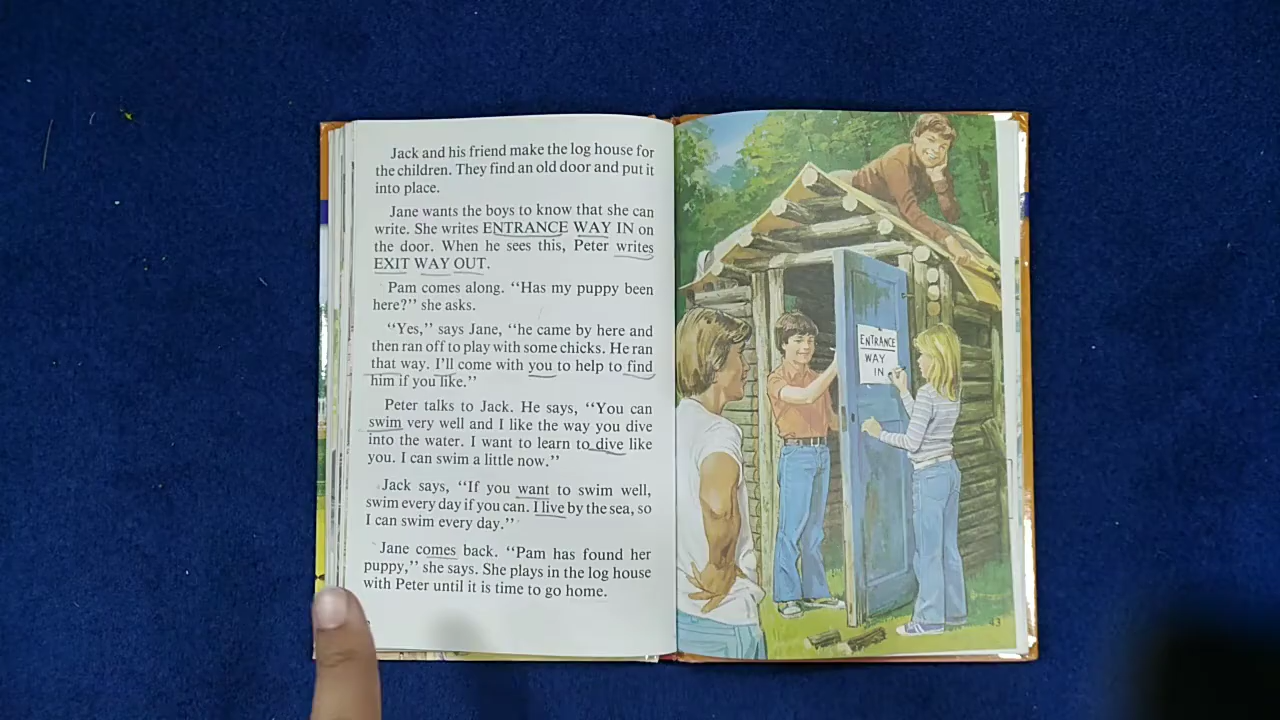 Jack and his friend make the log house for
the children. They find an old door and put it
into place.
Jane wants the boys to know that she can
write. She writes ENTRANCE WAY IN on
the door. When he sees this, Peter writes
EXIT WAY OUT.
Pam comes along. “Has my puppy been
here?” she asks.
“Yes,” says Jane, “he came by here and
then ran off to play with some chicks. He ran
that way. I’ll come with you to help to find
him if you like.”
Peter talks to Jack. He says, “You can
swim very well and I like the way you dive
into the water. I want to learn to dive like
you. I can swim a little now.”
Jack says, “If you want to swim well,
swim every day if you can. I live by the sea, so
I can swim every day.”
Jane comes back. “Pam has found her
puppy,” she says. She plays in the log house
with Peter until it is time to go home.
ENTRANCE
WAY
IN
43